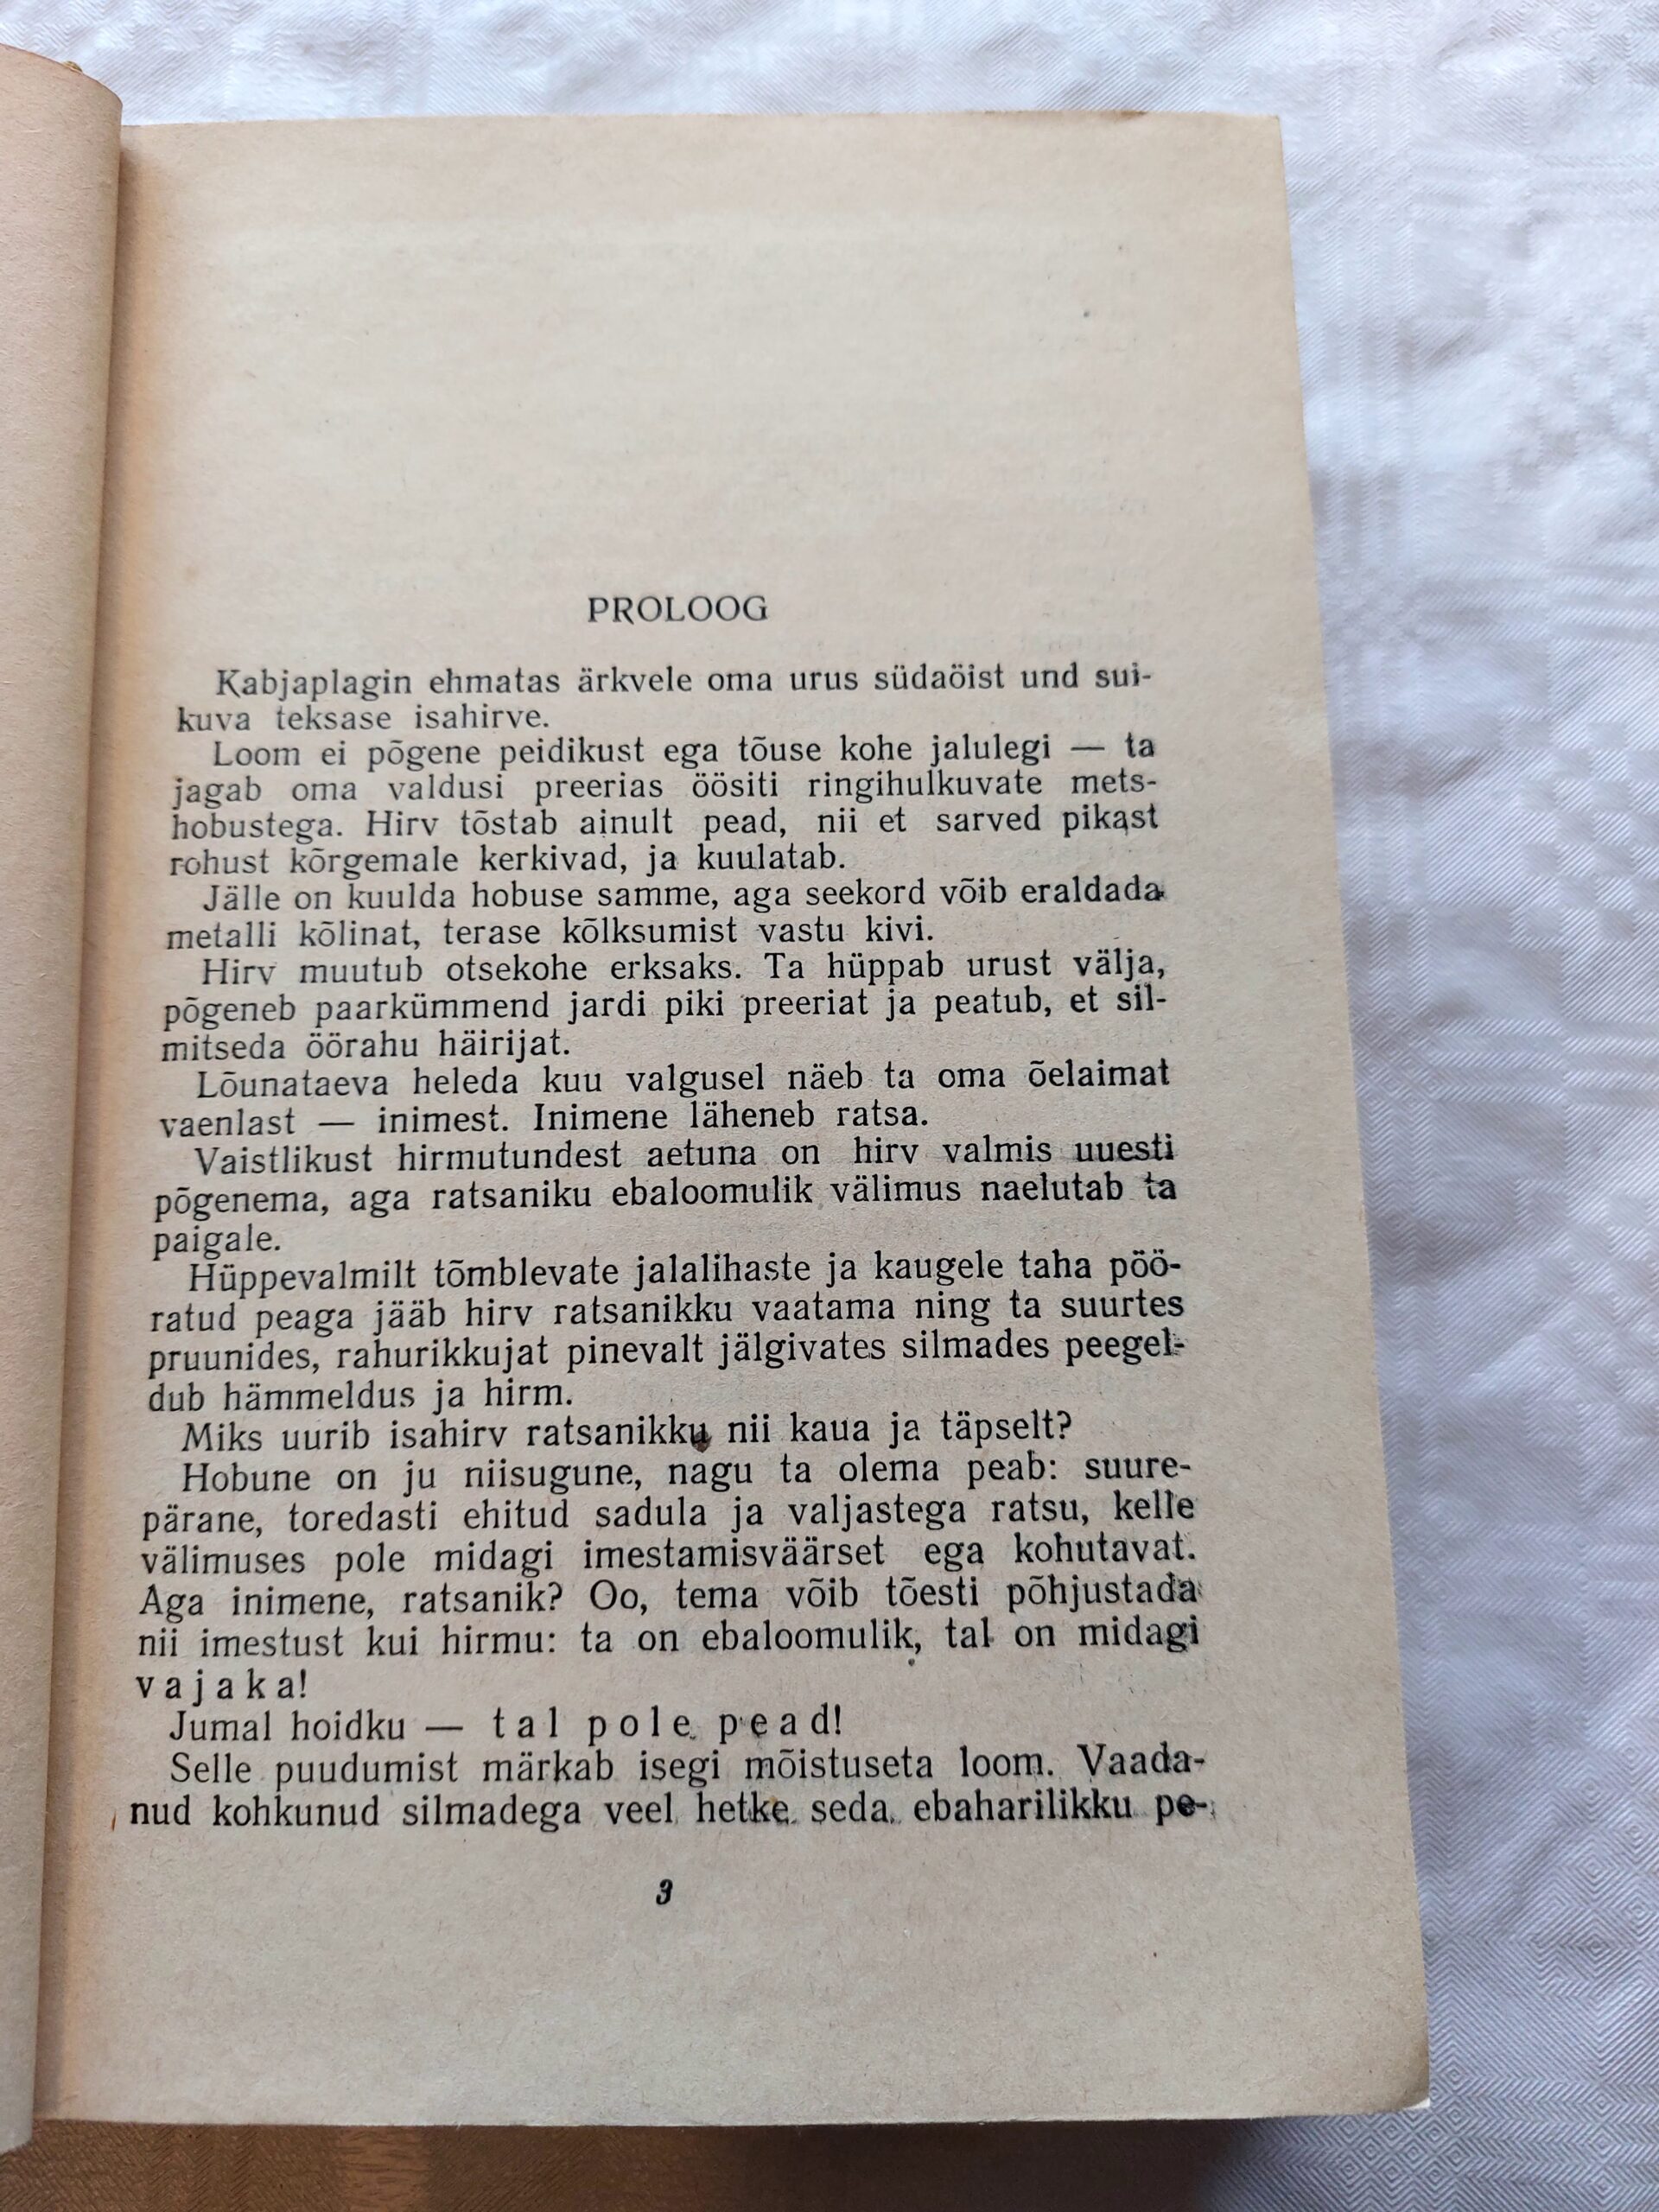 PROLOOG
Kabjaplagin ehmatas ärkvele oma urus südaöist und sui-
kuva teksase isahirve.
Loom ei põgene peidikust ega tõuse kohe jalulegi — ta
jagab oma valdusi preerias öösiti ringihulkuvate mets-
hobustega. Hirv tõstab ainult pead, nii et sarved pikast
rohust kõrgemale kerkivad, ja kuulatab.
Jälle on kuulda hobuse samme, aga seekord võib eraldada
metalli kõlinat, terase kõlksumist vastu kivi.
Hirv muutub otsekohe erksaks. Ta hüppab urust välja,
põgeneb paarkümmend jardi piki preeriat ja peatub, et sil-
mitseda öörahu häirijat.
Lõunataeva heleda kuu valgusel näeb ta oma õelaimat
vaenlast — inimest. Inimene läheneb ratsa.
Vaistlikust hirmutundest aetuna on hirv valmis uuesti
põgenema, aga ratsaniku ebaloomulik välimus naelutab ta
paigale.
Hüppevalmilt tõmblevate jalalihaste ja kaugele taha pöö-
ratud peaga jääb hirv ratsanikku vaatama ning ta suurtes
pruunides, rahurikkujat pinevalt jälgivates silmades peegel-
dub hämmeldus ja hirm.
Miks uurib isahirv ratsanikku nii kaua ja täpselt?
Hobune on ju niisugune, nagu ta olema peab: suure-
pärane, toredasti ehitud sadula ja valjastega ratsu, kelle
välimuses pole midagi imestamisväärset ega kohutavat.
Aga inimene, ratsanik? Oo, tema võib tõesti põhjustada
nii imestust kui hirmu: ta on ebaloomulik, tal on midagi
vajaka!
Jumal hoidku — tal pole pead!
Selle puudumist märkab isegi mõistuseta loom. Vaada-
nud kohkunud silmadega veel hetke seda ebaharilikku pe-
3